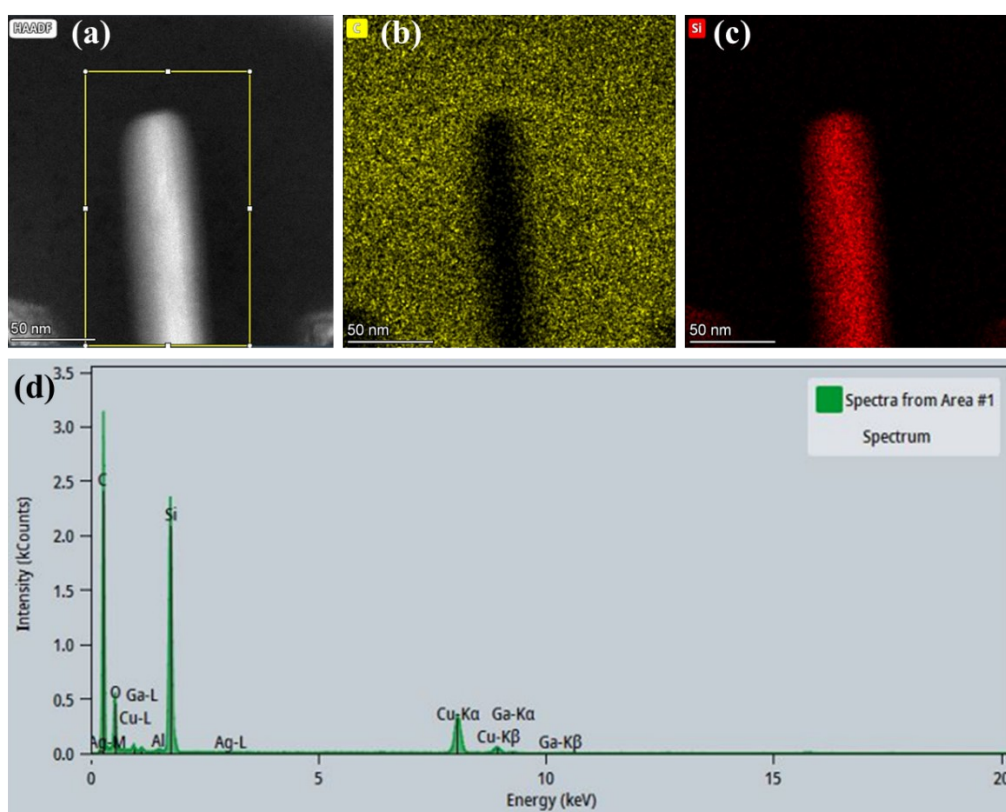 HAADF
(a)
50 nm
C
(b)
50 nm
Si
(c)
50 nm
(d)
3.5
3.0
2.5
2.0
1.5
1.0
0.5
0.0
Intensity (kCounts)
Spectra from Area #1
Spectrum
C
Si
O
Ga-L
Cu-L
Ag-M
Al
Ag-L
Cu-Kα
Ga-Kα
Cu-Kβ
Ga-Kβ
0
5
10
15
20
Energy (keV)